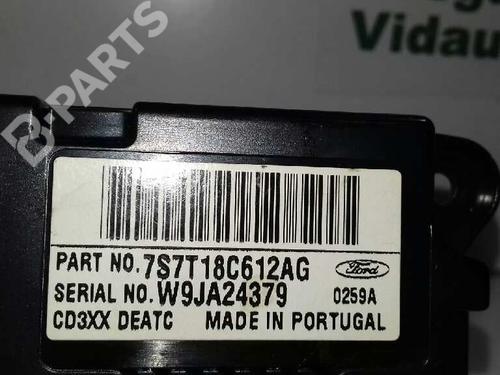 Vidau
B-PARTS
PART NO.7S7T18C612AG
SERIAL NO.W9JA24379
Ford
0259A
CD3XX DEATC MADE IN PORTUGAL